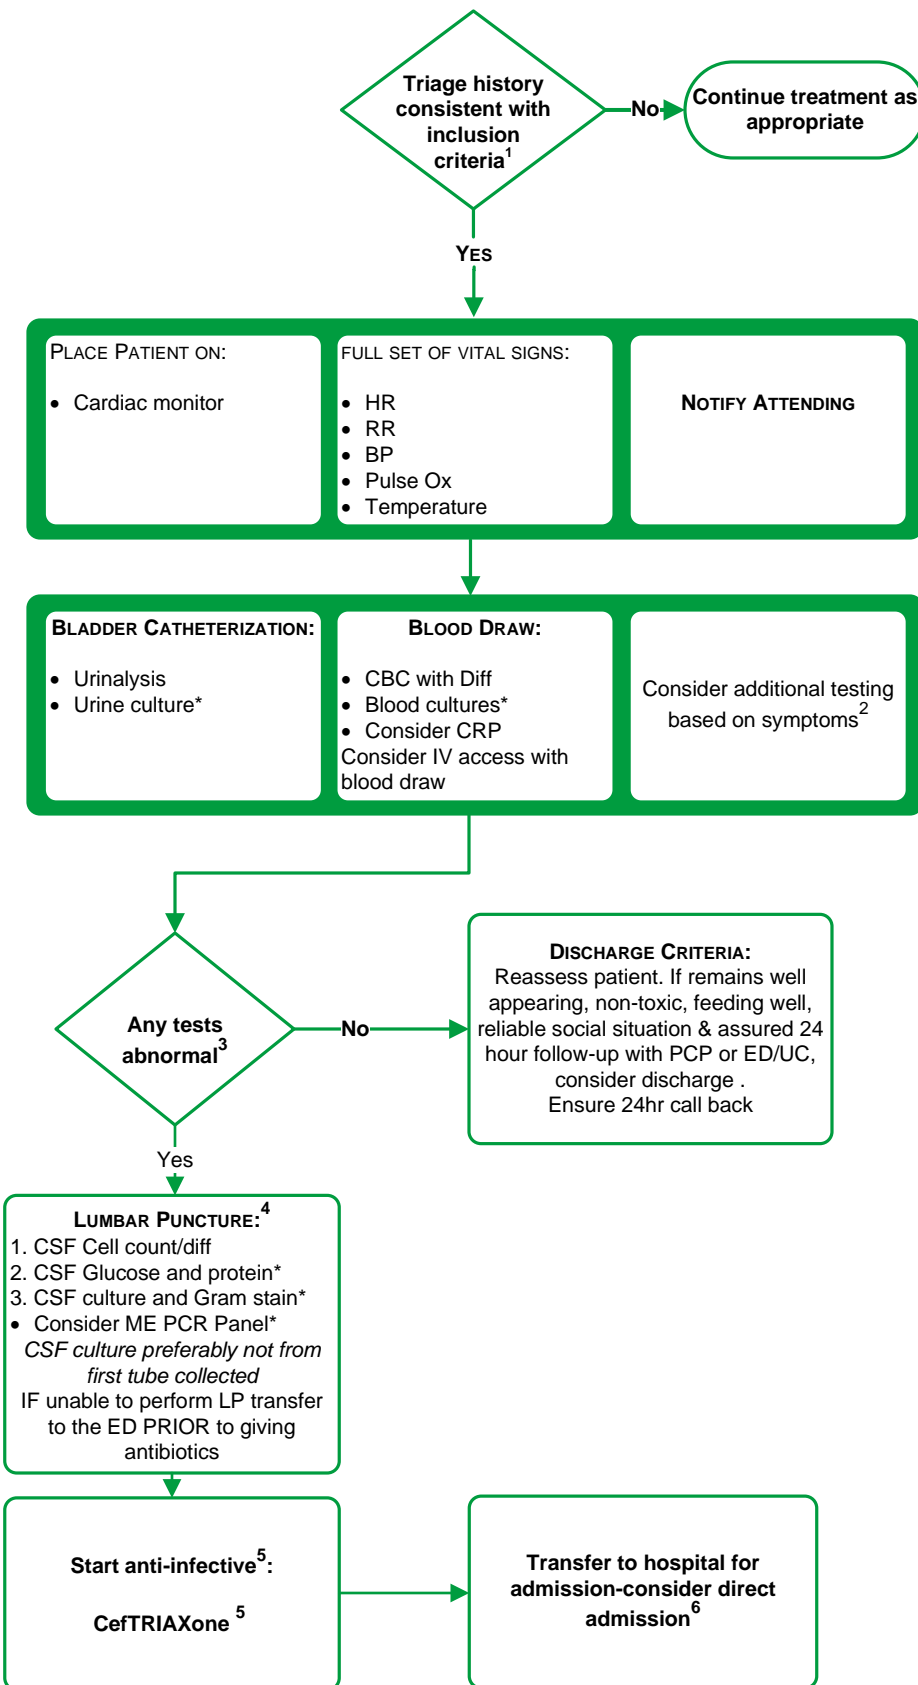 Triage history
consistent with
inclusion
criteria1
No
Continue treatment as
appropriate
YES
PLACE PATIENT ON:
• Cardiac monitor
FULL SET OF VITAL SIGNS:
• HR
• RR
• BP
• Pulse Ox
• Temperature
NOTIFY ATTENDING
BLADDER CATHETERIZATION:
• Urinalysis
• Urine culture*
BLOOD DRAW:
• CBC with Diff
• Blood cultures*
• Consider CRP
Consider IV access with
blood draw
Consider additional testing
based on symptoms2
Any tests
abnormal3
No
DISCHARGE CRITERIA:
Reassess patient. If remains well
appearing, non-toxic, feeding well,
reliable social situation & assured 24
hour follow-up with PCP or ED/UC,
consider discharge .
Ensure 24hr call back
Yes
LUMBAR PUNCTURE:4
1. CSF Cell count/diff
2. CSF Glucose and protein*
3. CSF culture and Gram stain*
• Consider ME PCR Panel*
CSF culture preferably not from
first tube collected
IF unable to perform LP transfer
to the ED PRIOR to giving
antibiotics
Start anti-infective5:
CefTRIAXone 5
Transfer to hospital for
admission-consider direct
admission6